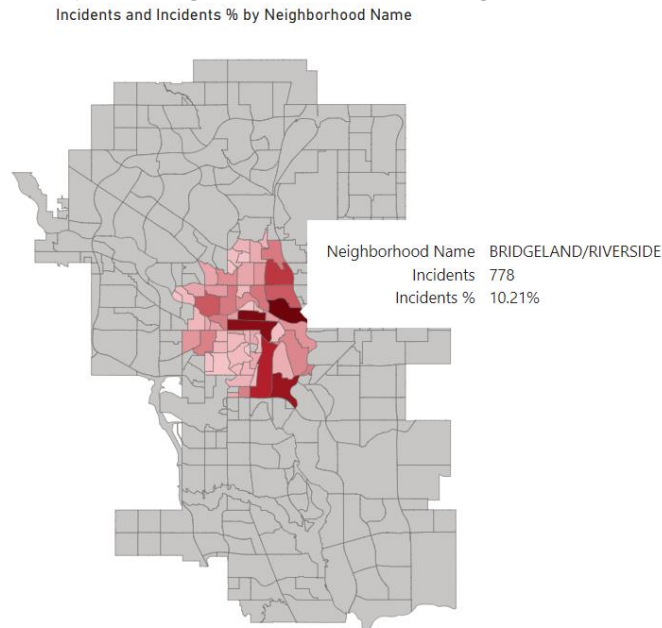 Incidents and Incidents % by Neighborhood Name
Neighborhood Name BRIDGELAND/RIVERSIDE
Incidents 778
Incidents % 10.21%